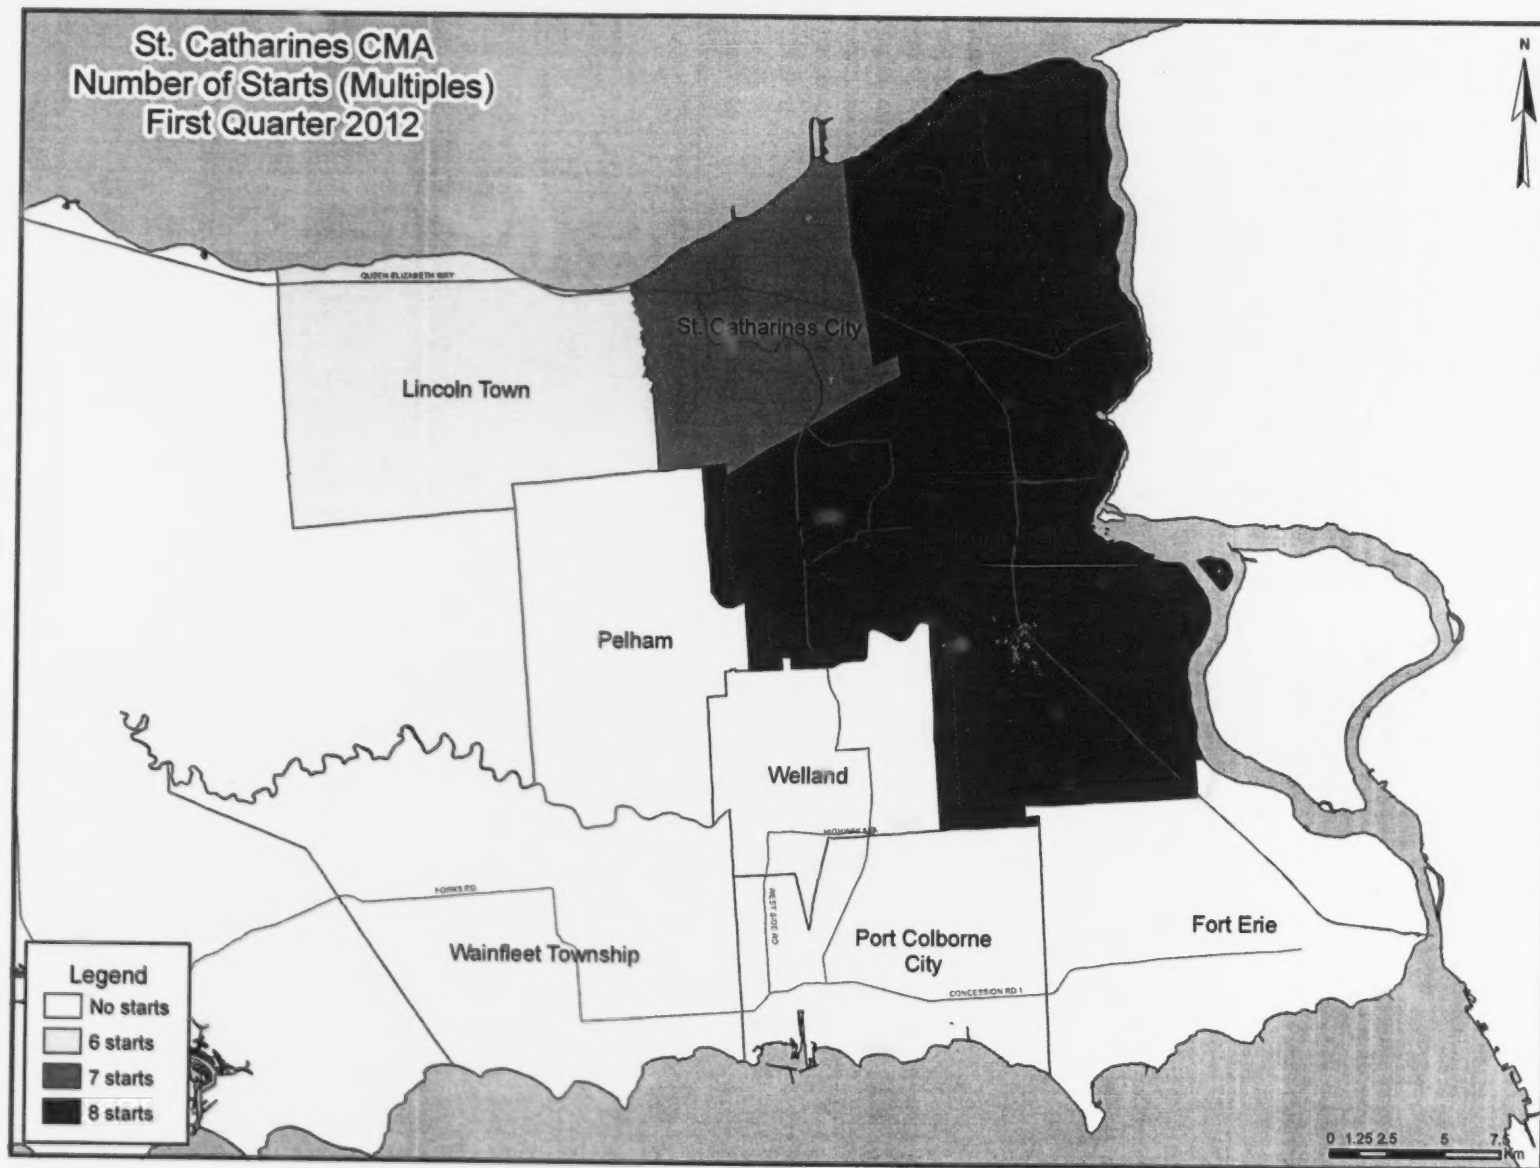 St. Catharines CMA
Number of Starts (Multiples)
First Quarter 2012
N
QUEEN ELIZABETH WAY
St. Catharines City
Lincoln Town
Pelham
Welland
FORKS RD
WEST SIDE RD
Wainfleet Township
Port Colborne
City
Fort Erie
CONCESSION RD 1
Legend
No starts
6 starts
7 starts
8 starts
0 1.25 2.5 5 7.5
Km